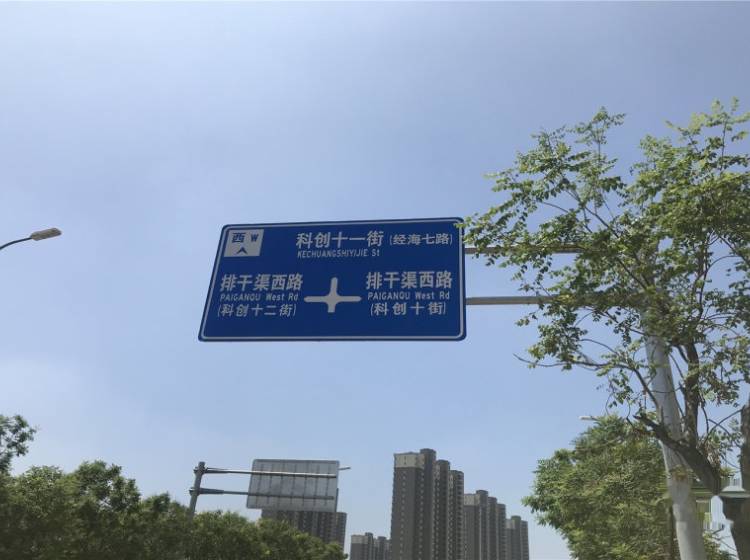 西 W
科创十一街(经海七路)
KECHUANGSHIYIJIE St
排干渠西路
PAIGANQU West Rd
(科创十二街)
排干渠西路
PAIGANQU West Rd
(科创十街)